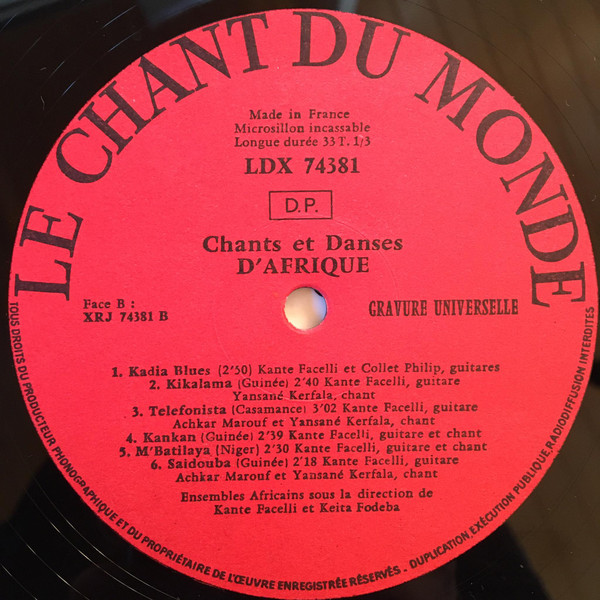 LE CHANT DU MONDE
Made in France
Microsillon incassable
Longue durée 33 T. 1/3
LDX 74381
D.P.
Chants et Danses
D'AFRIQUE
Face B :
XRJ 74381 B
GRAVURE UNIVERSELLE
1. Kadia Blues (2'50) Kante Facelli et Collet Philip, guitares
2. Kikalama (Guinée) 2'40 Kante Facelli, guitare
Yansané Kerfala, chant
3. Telefonista (Casamance) 3'02 Kante Facelli, guitare
Achkar Marouf et Yansané Kerfala, chant
4. Kankan (Guinée) 2'39 Kante Facelli, guitare et chant
5. M'Batilaya (Niger) 2'30 Kante Facelli, guitare et chant
6. Saidouba (Guinée) 2'18 Kante Facelli, guitare
Achkar Marouf et Yansané Kerfala, chant
Ensembles Africains sous la direction de
Kante Facelli et Keita Fodeba
TOUS DROITS DU PRODUCTEUR PHONOGRAPHIQUE ET DU PROPRIÉTAIRE DE L'ŒUVRE ENREGISTRÉE RÉSERVÉS - DUPLICATION, EXÉCUTION PUBLIQUE, RADIODIFFUSION INTERDITES